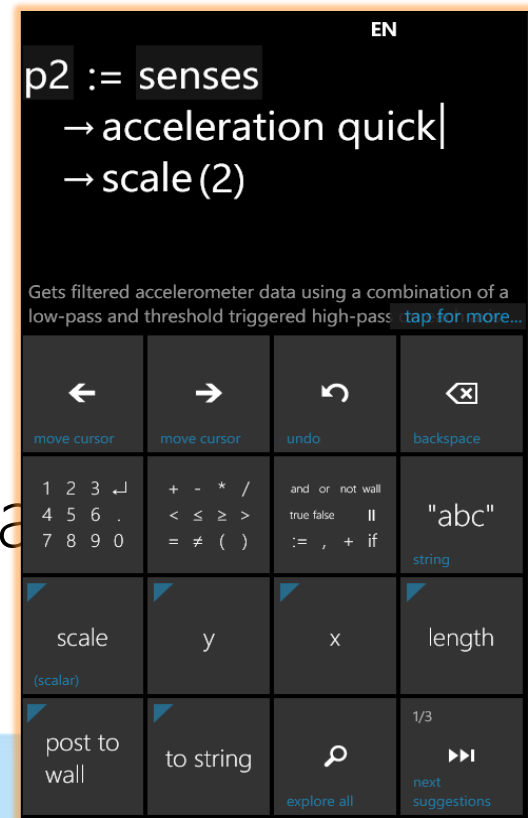 EN
p2 := senses
→ acceleration quick
→ scale (2)
Gets filtered accelerometer data using a combination of a
low-pass and threshold triggered high-pass
tap for more...
move cursor
move cursor
undo
backspace
1 2 3 ↵
4 5 6 .
7 8 9 0
+ - * /
< ≤ ≥ >
= ≠ ( )
and or not wall
true false II
:= , + if
"abc"
string
scale
(scalar)
y
x
length
post to
wall
to string
explore all
1/3
next
suggestions